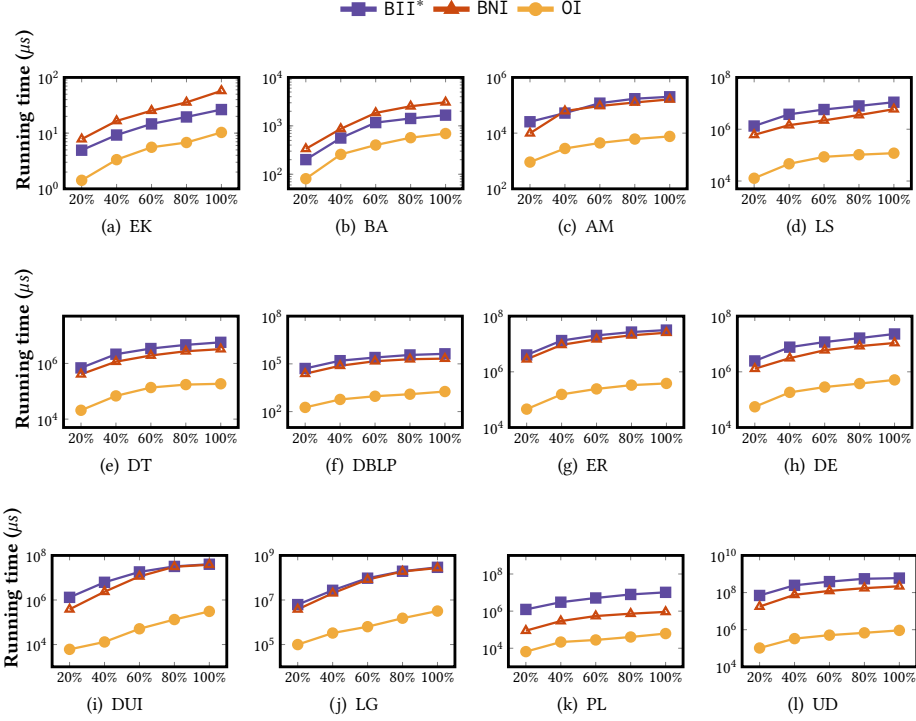 BII* BNI OI
Running time (μs)
10^2
10^1
10^0
20% 40% 60% 80% 100%
(a) EK
10^4
10^3
10^2
20% 40% 60% 80% 100%
(b) BA
10^6
10^4
10^2
20% 40% 60% 80% 100%
(c) AM
10^8
10^6
10^4
20% 40% 60% 80% 100%
(d) LS
Running time (μs)
10^6
10^4
20% 40% 60% 80% 100%
(e) DT
10^8
10^5
10^2
20% 40% 60% 80% 100%
(f) DBLP
10^8
10^6
10^4
20% 40% 60% 80% 100%
(g) ER
10^8
10^6
10^4
20% 40% 60% 80% 100%
(h) DE
Running time (μs)
10^8
10^6
10^4
20% 40% 60% 80% 100%
(i) DUI
10^9
10^7
10^5
20% 40% 60% 80% 100%
(j) LG
10^8
10^6
10^4
20% 40% 60% 80% 100%
(k) PL
10^10
10^8
10^6
10^4
20% 40% 60% 80% 100%
(l) UD